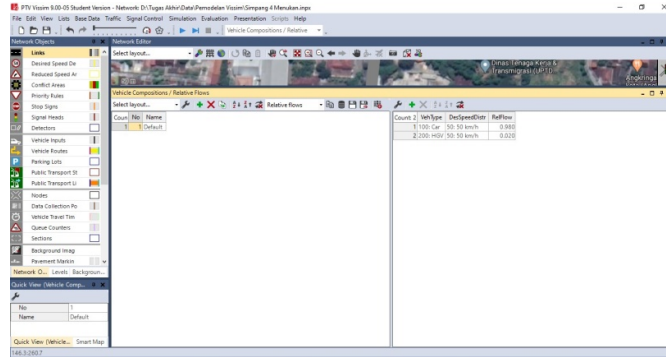 PTV Vissim 9.00-03 Student Version - Network: D:\Tugas Akhir\Data\Pemodelan Vissim\Simpang 4 Menukan.inpx
File Edit View Lists Base Data Traffic Signal Control Simulation Evaluation Presentation Scripts Help
Vehicle Compositions / Relative
Network Objects
Network Editor
Links
Desired Speed De
Reduced Speed Ar
Conflict Areas
Priority Rules
Stop Signs
Signal Heads
Detectors
Vehicle Inputs
Vehicle Routes
Parking Lots
Public Transport St
Public Transport Li
Nodes
Data Collection Po
Vehicle Travel Tim
Queue Counters
Sections
Background Imag
Pavement Markin
Network O... Levels Backgroun...
Select layout...
Dinas Tenaga Kerja &
Transmigrasi (UPTD
Angkringa
Vehicle Compositions / Relative Flows
Select layout... Relative flows
Coun No Name
1 1 Default
Count: 2 VehType DesSpeedDistr RelFlow
1 100: Car 50: 50 km/h 0.980
2 200: HGV 50: 50 km/h 0.020
Quick View (Vehicle Comp...
No 1
Name Default
Quick View (Vehicle... Smart Map
146.3:260.7